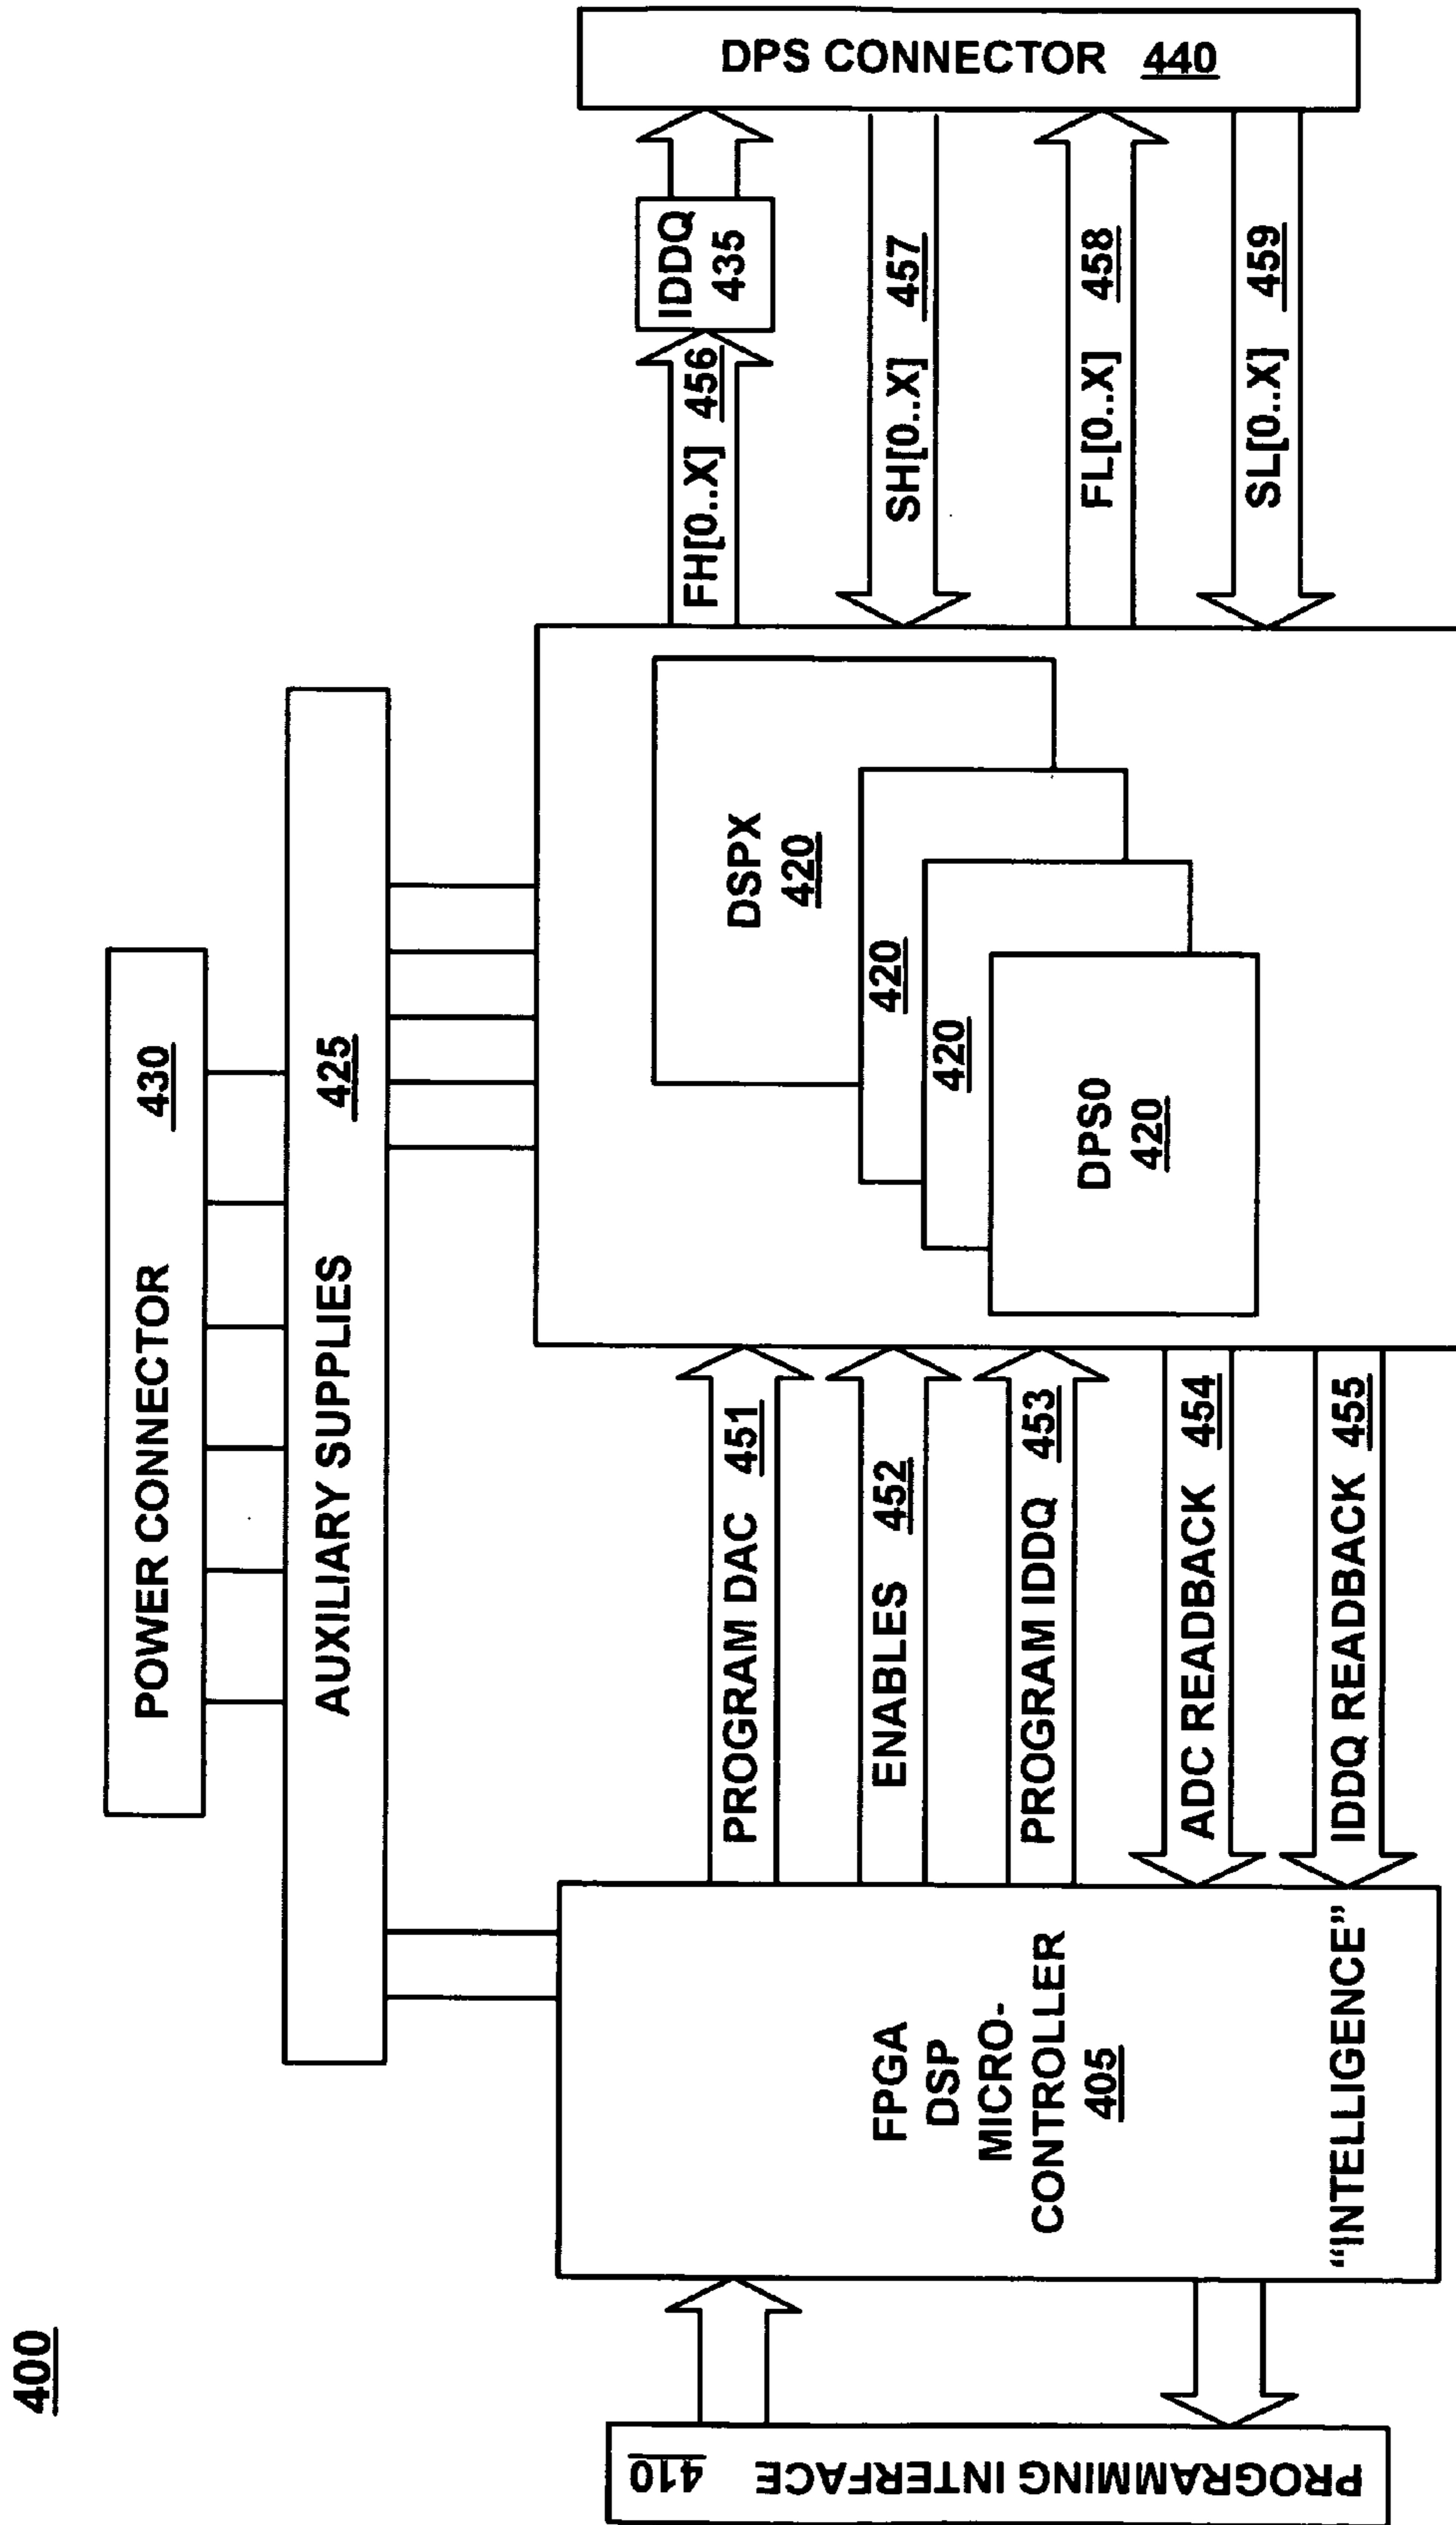 400
POWER CONNECTOR 430
AUXILIARY SUPPLIES 425
PROGRAMMING INTERFACE 410
FPGA
DSP
MICRO-
CONTROLLER
405
"INTELLIGENCE"
PROGRAM DAC 451
ENABLES 452
PROGRAM IDDQ 453
ADC READBACK 454
IDDQ READBACK 455
DSPX
420
420
420
DPS0
420
FH[0..X] 456
IDDQ
435
SH[0..X] 457
FL[0..X] 458
SL[0..X] 459
DPS CONNECTOR 440